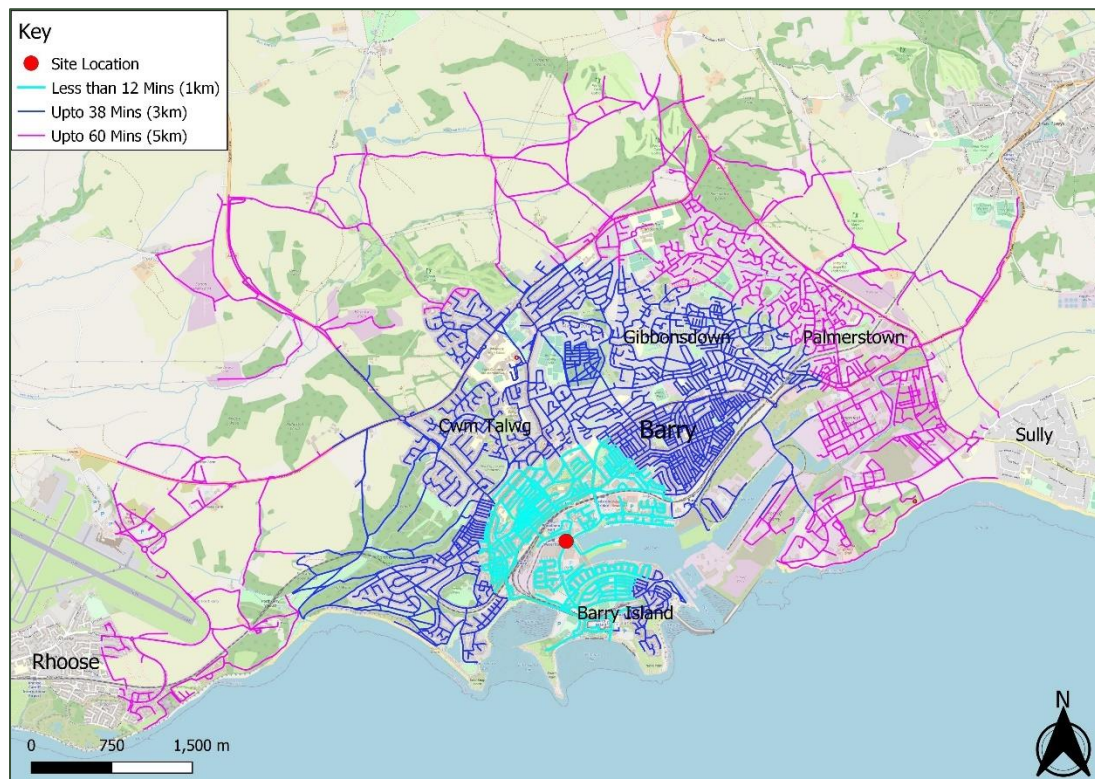 Key
Site Location
Less than 12 Mins (1km)
Upto 38 Mins (3km)
Upto 60 Mins (5km)
Gibbonsdown
Palmerstown
Cwm Talwg
Barry
Sully
Barry Island
Rhoose
N
0 750 1,500 m